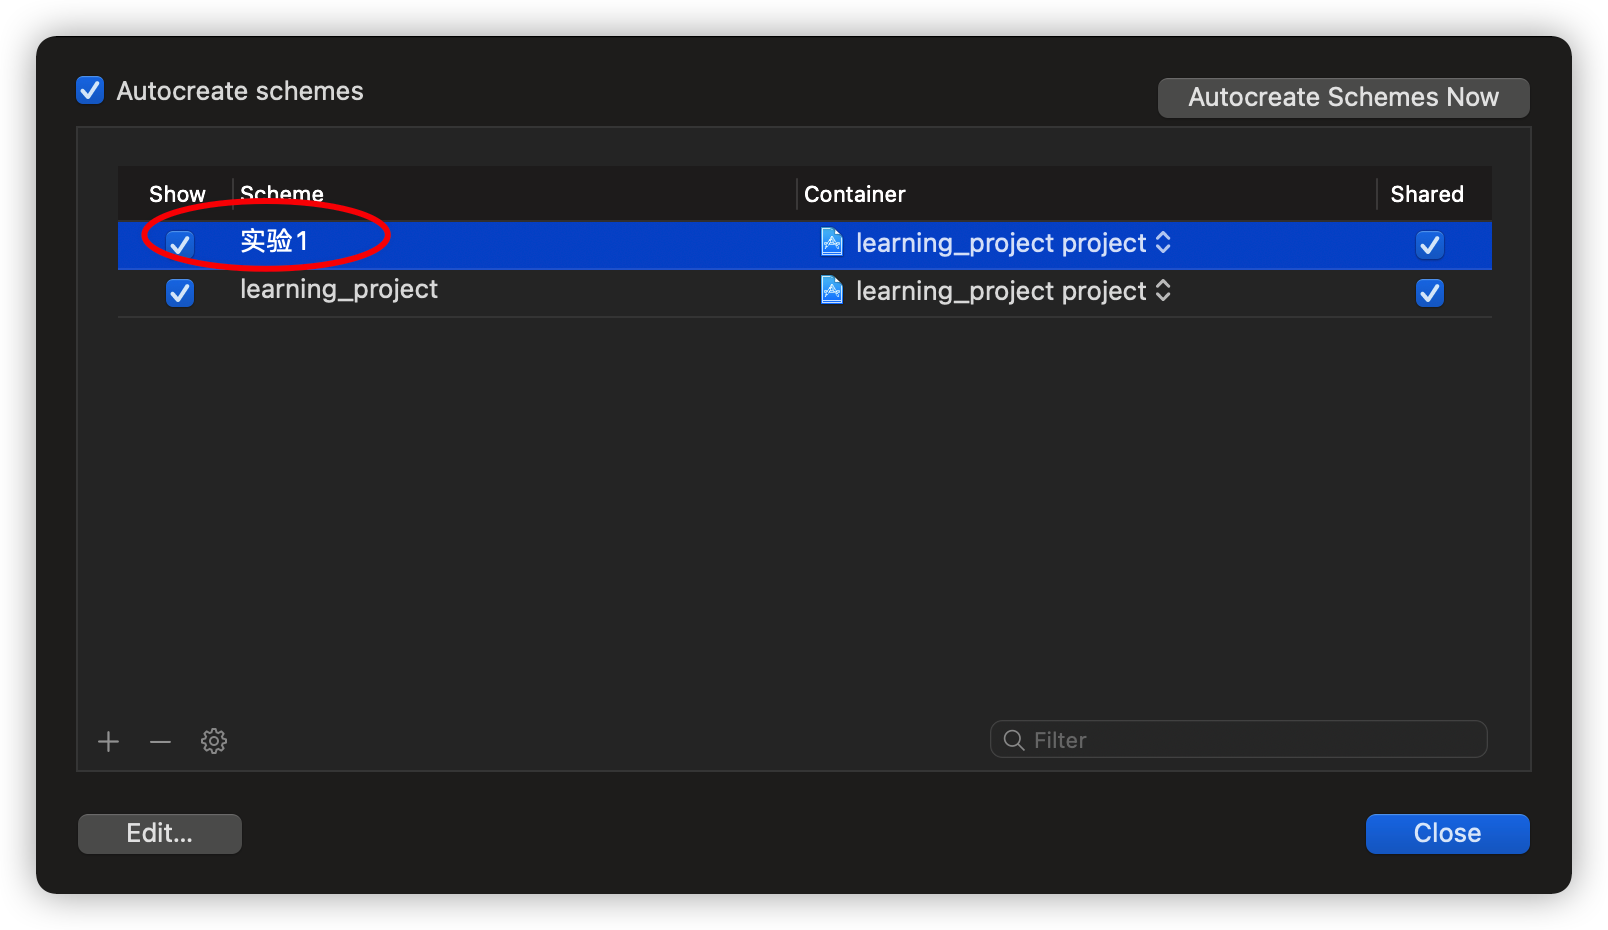 Autocreate schemes
Autocreate Schemes Now
Show Scheme Container Shared
实验1 learning_project project
learning_project learning_project project
Filter
Edit...
Close